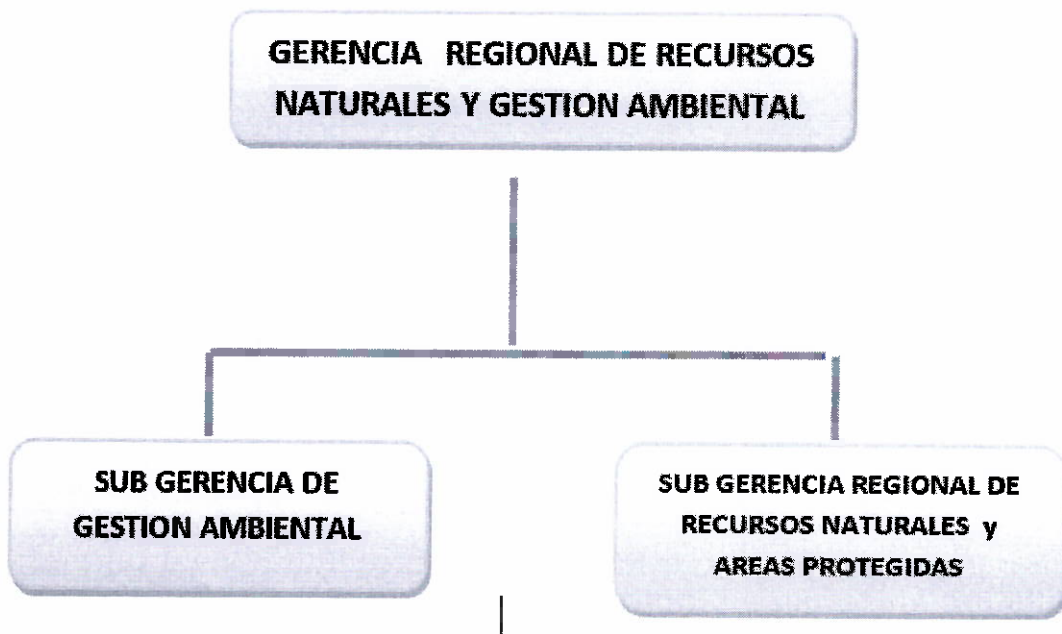 GERENCIA REGIONAL DE RECURSOS
NATURALES Y GESTION AMBIENTAL
SUB GERENCIA DE
GESTION AMBIENTAL
SUB GERENCIA REGIONAL DE
RECURSOS NATURALES y
AREAS PROTEGIDAS